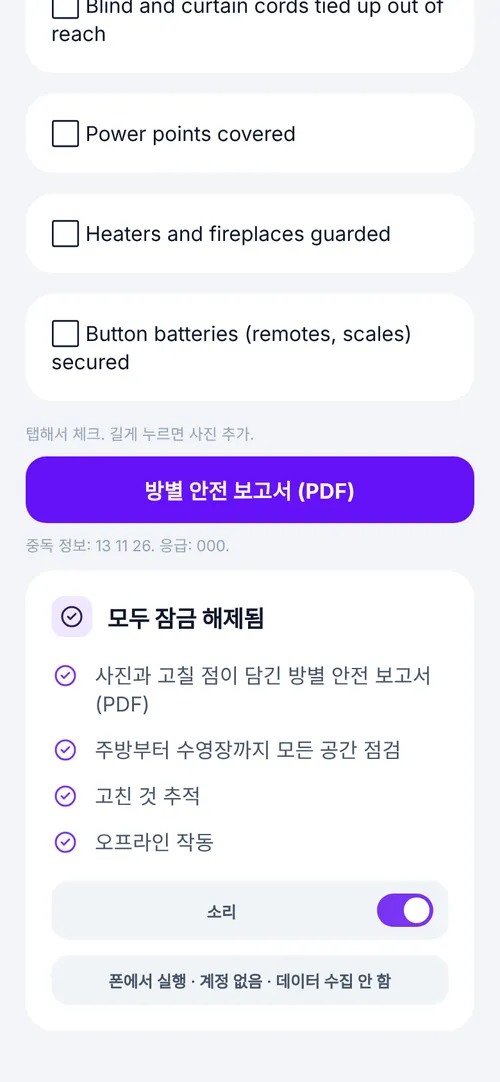 Blind and curtain cords tied up out of
reach
Power points covered
Heaters and fireplaces guarded
Button batteries (remotes, scales)
secured
탭해서 체크. 길게 누르면 사진 추가.
방별 안전 보고서 (PDF)
중독 정보: 13 11 26. 응급: 000.
모두 잠금 해제됨
사진과 고칠 점이 담긴 방별 안전 보고서
(PDF)
주방부터 수영장까지 모든 공간 점검
고친 것 추적
오프라인 작동
소리
폰에서 실행 · 계정 없음 · 데이터 수집 안 함